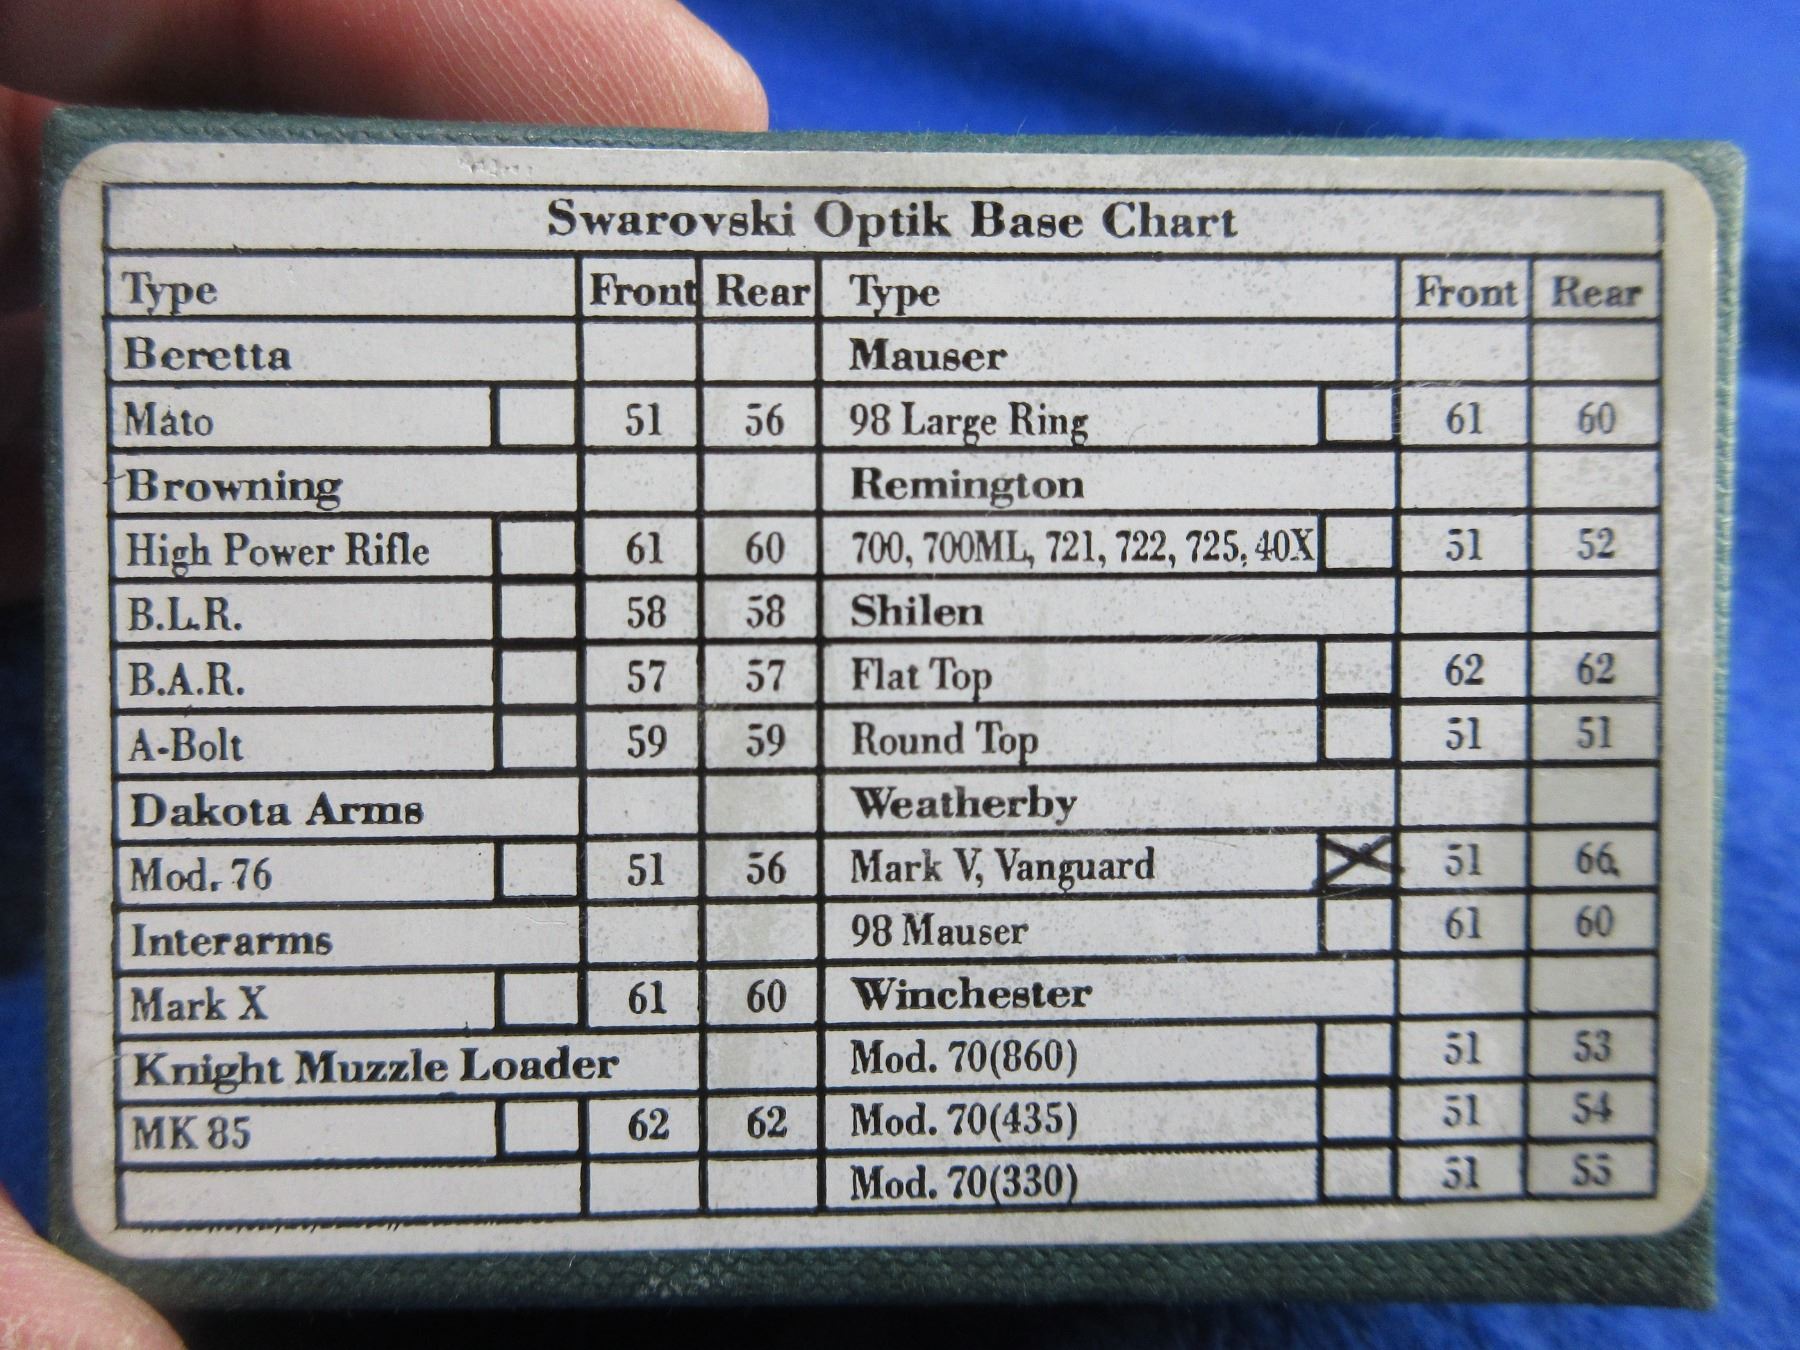 Swarovski Optik Base Chart
Type Front Rear Type Front Rear
Beretta Mauser
Mato 51 56 98 Large Ring 61 60
Browning Remington
High Power Rifle 61 60 700, 700ML, 721, 722, 725, 40X 51 52
B.L.R. 58 58 Shilen
B.A.R. 57 57 Flat Top 62 62
A-Bolt 59 59 Round Top 51 51
Dakota Arms Weatherby
Mod. 76 51 56 Mark V, Vanguard X 51 66
Interarms 98 Mauser 61 60
Mark X 61 60 Winchester
Knight Muzzle Loader Mod. 70(860) 51 53
MK 85 62 62 Mod. 70(435) 51 54
Mod. 70(330) 51 55